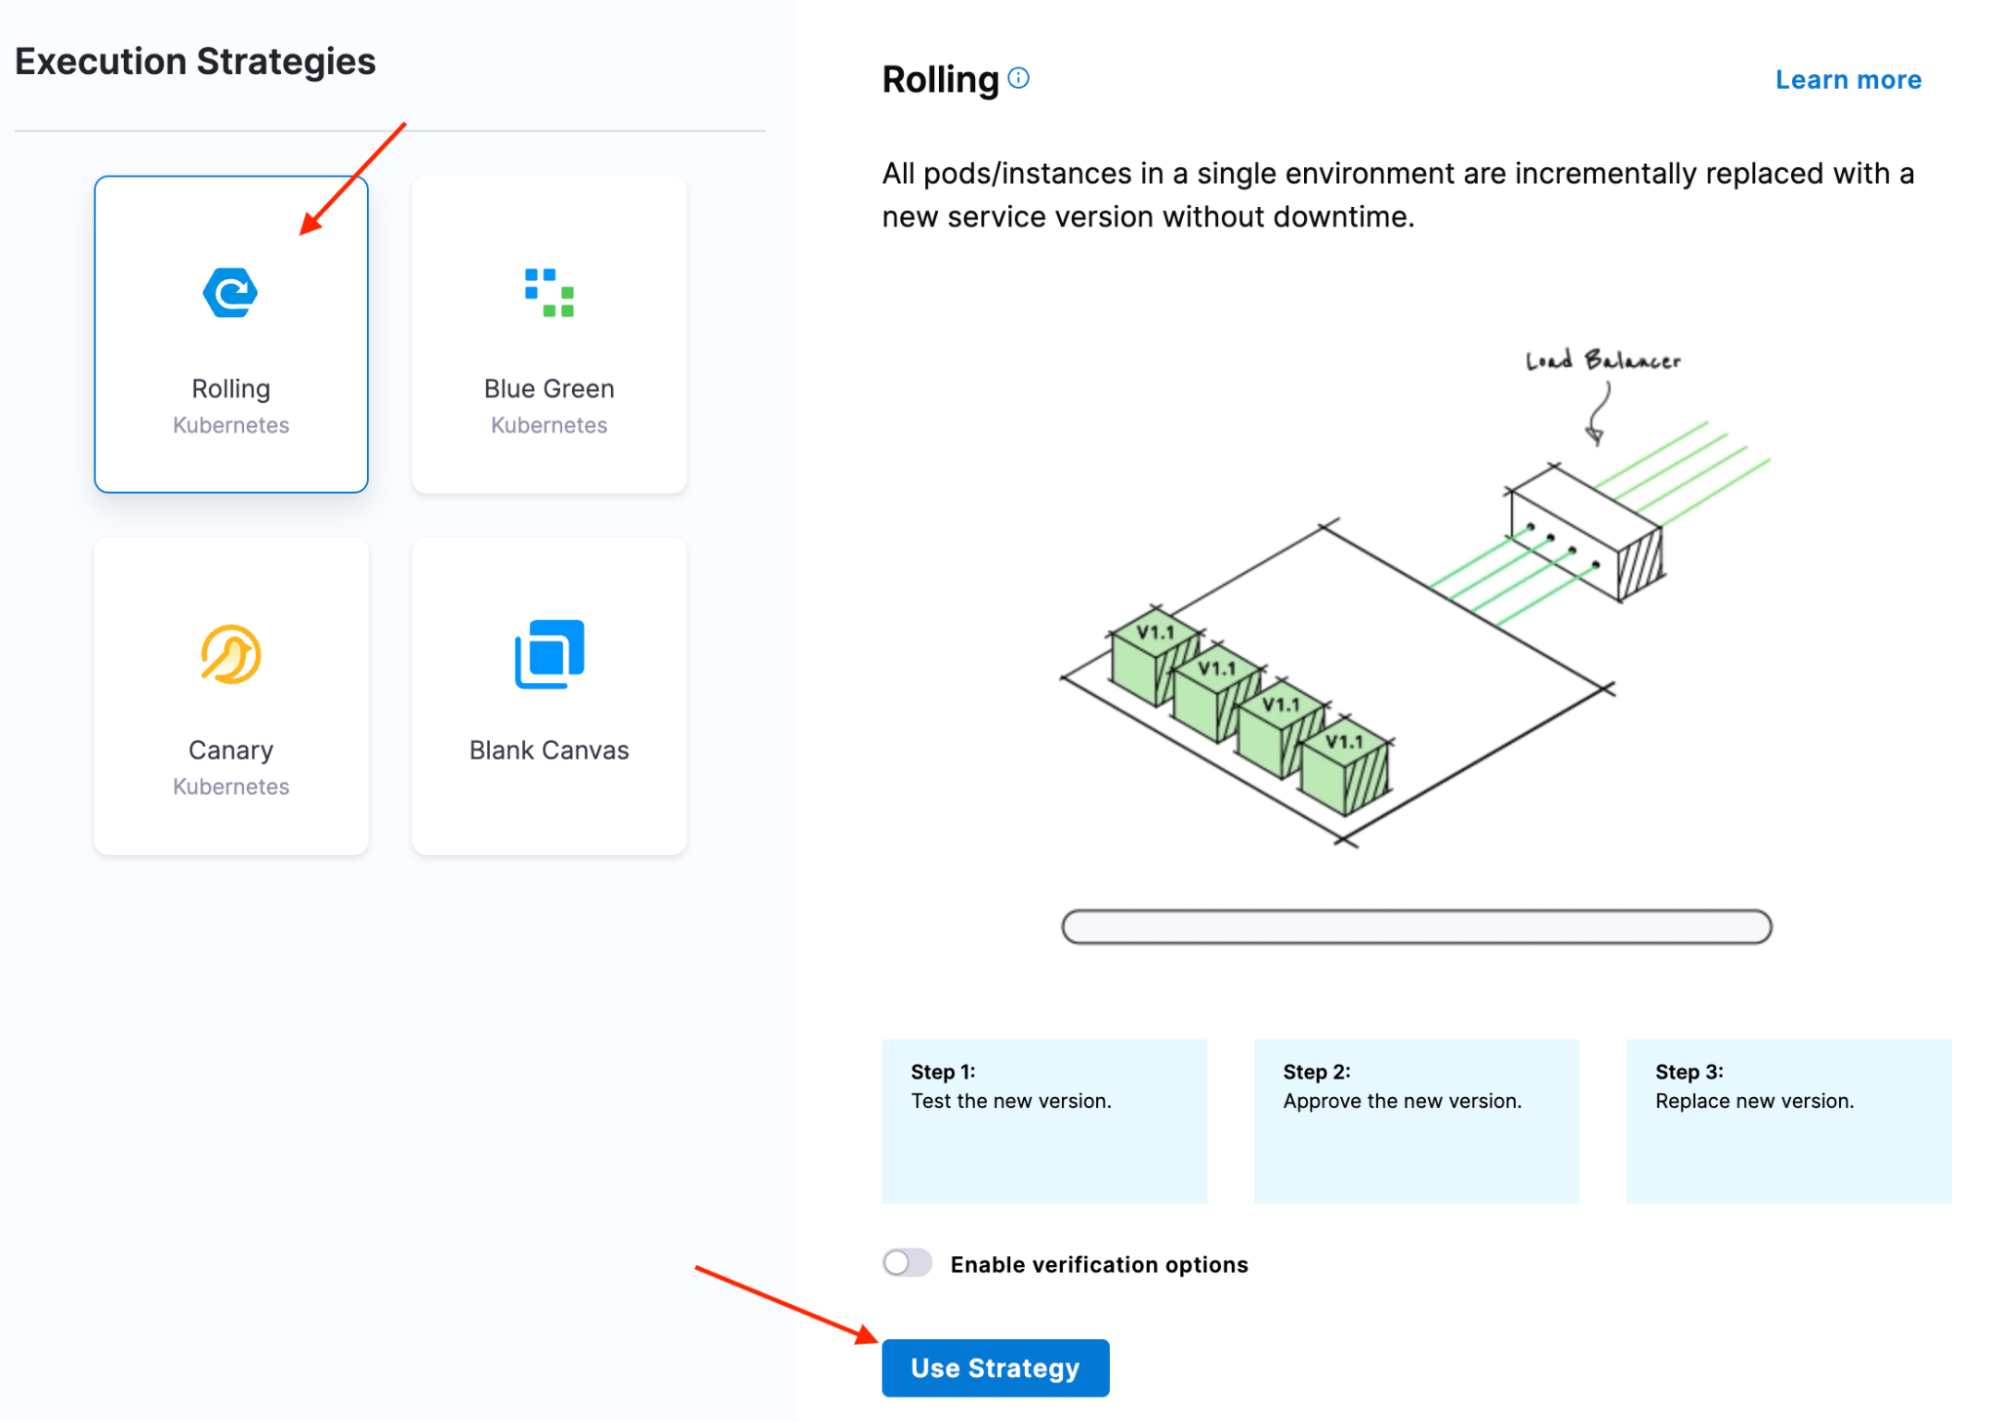 Execution Strategies
Rolling
Kubernetes
Blue Green
Kubernetes
Canary
Kubernetes
Blank Canvas
Rolling
Learn more
All pods/instances in a single environment are incrementally replaced with a
new service version without downtime.
Load Balancer
V1.1
V1.1
V1.1
V1.1
Step 1:
Test the new version.
Step 2:
Approve the new version.
Step 3:
Replace new version.
Enable verification options
Use Strategy